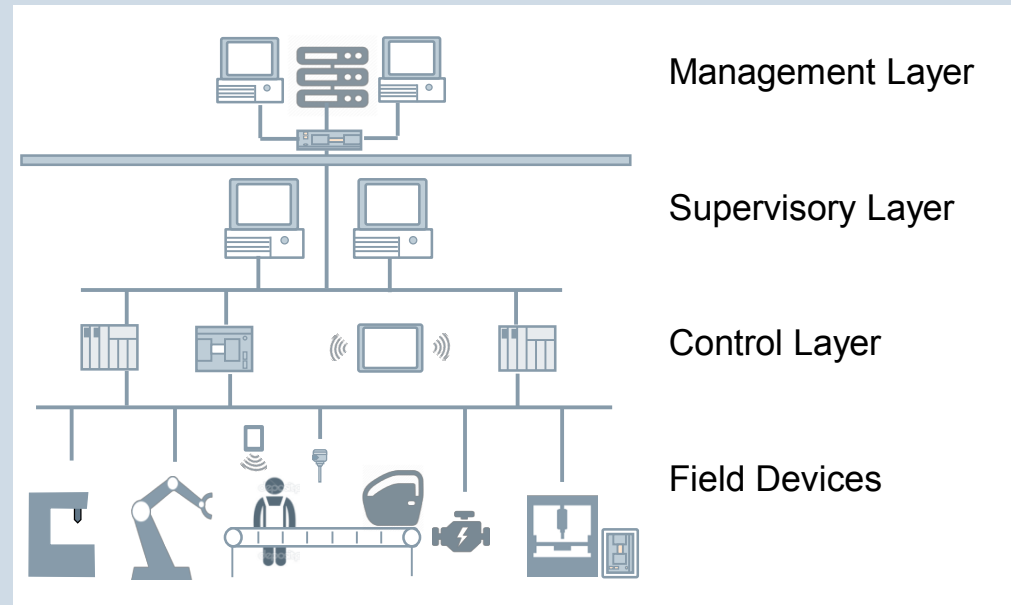 Management Layer
Supervisory Layer
Control Layer
Field Devices